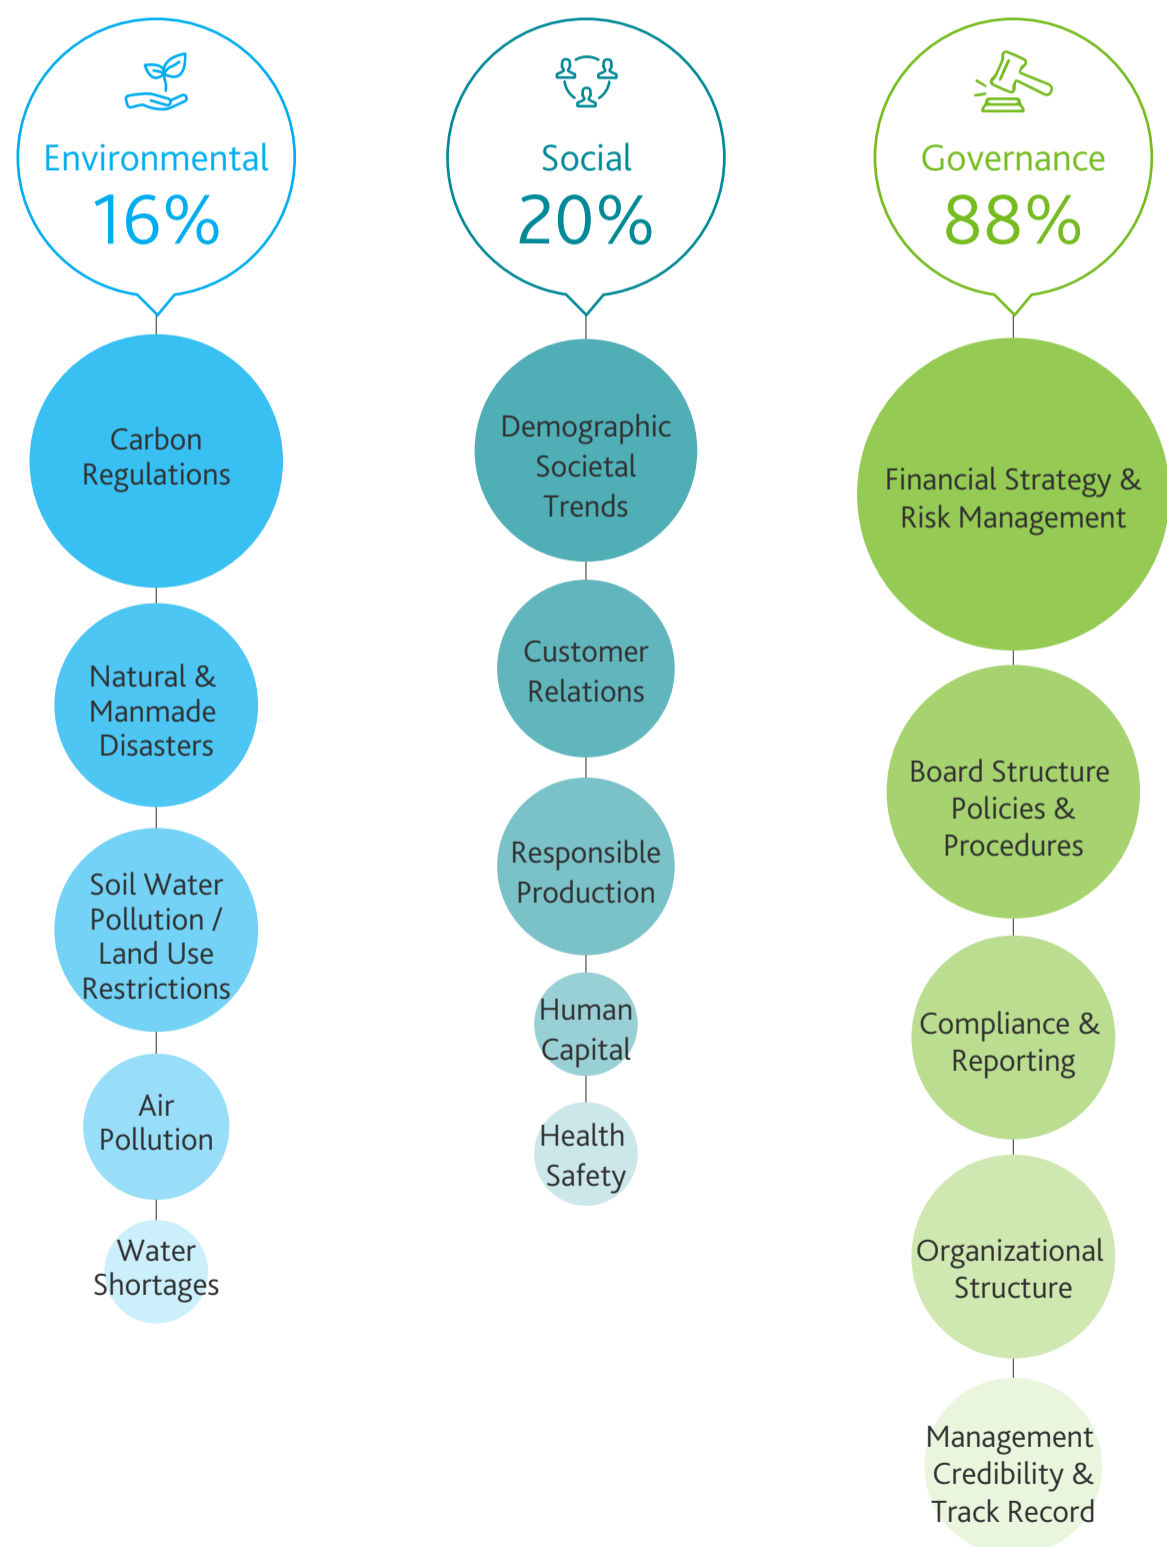 Environmental
16%
Carbon
Regulations
Natural &
Manmade
Disasters
Soil Water
Pollution /
Land Use
Restrictions
Air
Pollution
Water
Shortages
Social
20%
Demographic
Societal
Trends
Customer
Relations
Responsible
Production
Human
Capital
Health
Safety
Governance
88%
Financial Strategy &
Risk Management
Board Structure
Policies &
Procedures
Compliance &
Reporting
Organizational
Structure
Management
Credibility &
Track Record